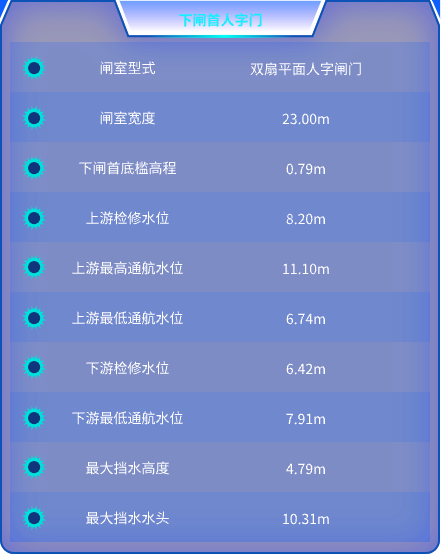 下闸首人字门
闸室型式 双扇平面人字闸门
闸室宽度 23.00m
下闸首底槛高程 0.79m
上游检修水位 8.20m
上游最高通航水位 11.10m
上游最低通航水位 6.74m
下游检修水位 6.42m
下游最低通航水位 7.91m
最大挡水高度 4.79m
最大挡水水头 10.31m